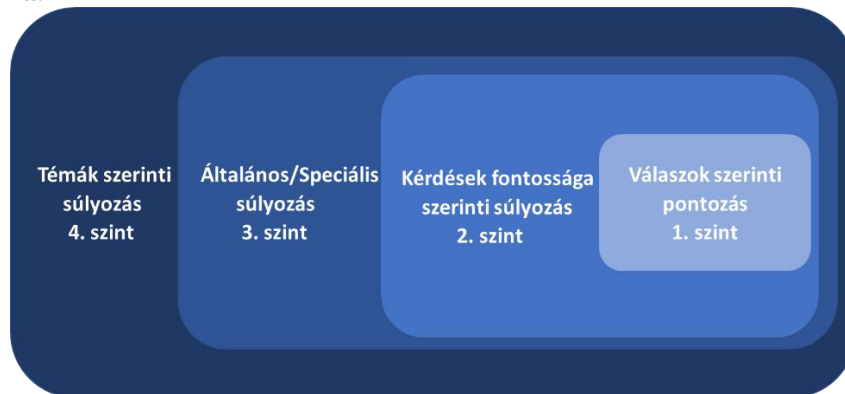 Témák szerinti
súlyozás
4. szint
Általános/Speciális
súlyozás
3. szint
Kérdések fontossága
szerinti súlyozás
2. szint
Válaszok szerinti
pontozás
1. szint